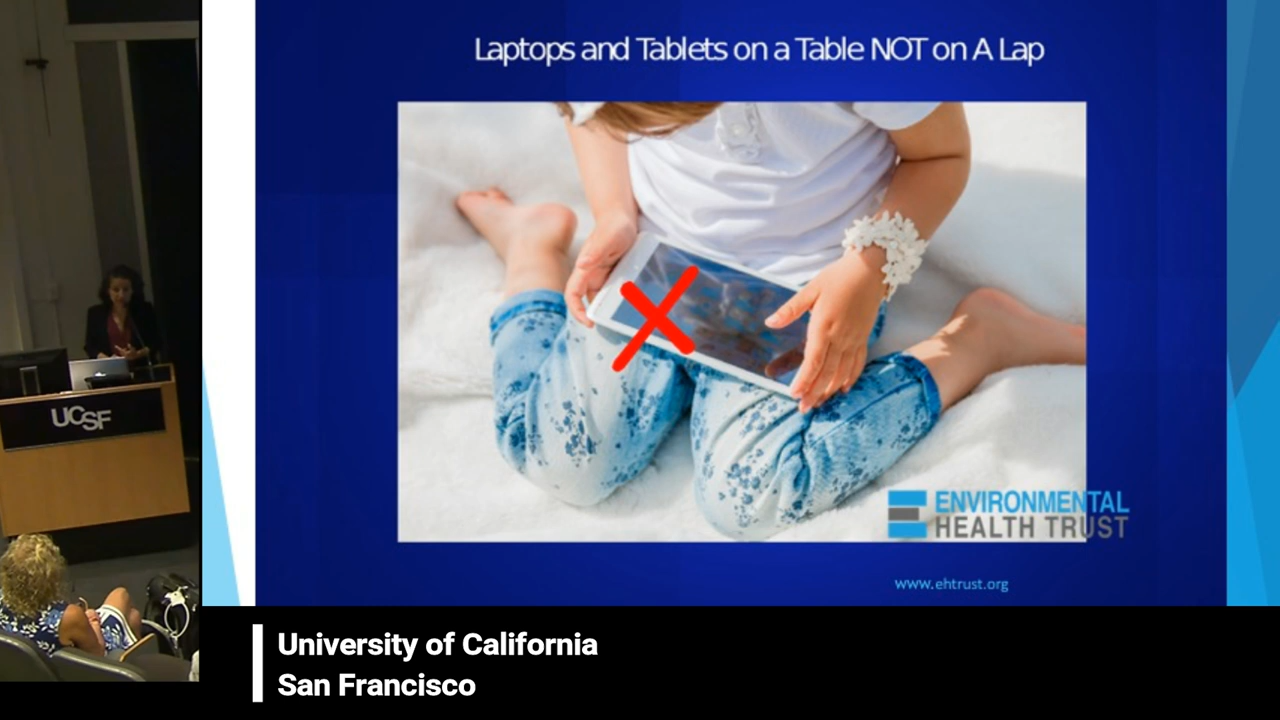 Laptops and Tablets on a Table NOT on A Lap
ENVIRONMENTAL
HEALTH TRUST
www.ehtrust.org
UCSF
University of California
San Francisco